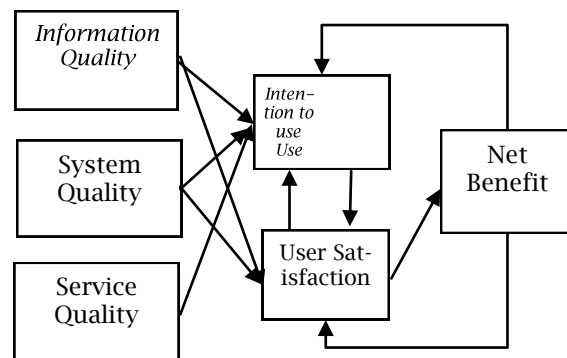 Information
Quality
System
Quality
Service
Quality
Inten-
tion to
use
Use
User Sat-
isfaction
Net
Benefit